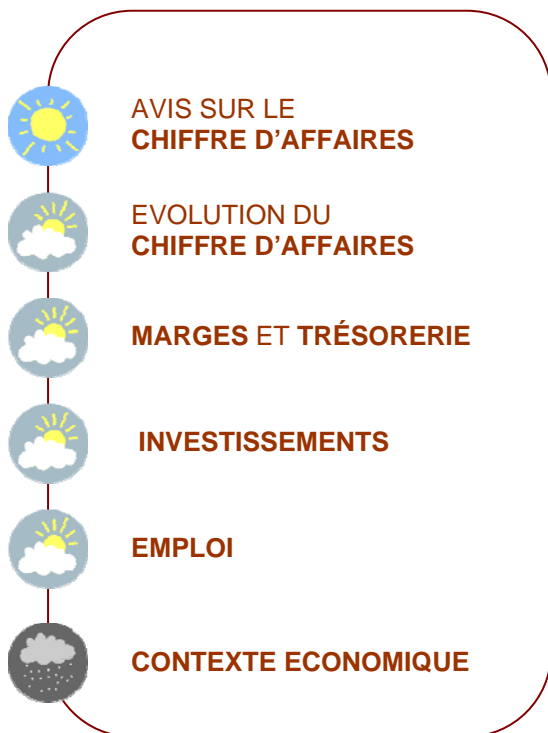 AVIS SUR LE
CHIFFRE D'AFFAIRES
EVOLUTION DU
CHIFFRE D'AFFAIRES
MARGES ET TRÉSORERIE
INVESTISSEMENTS
EMPLOI
CONTEXTE ECONOMIQUE